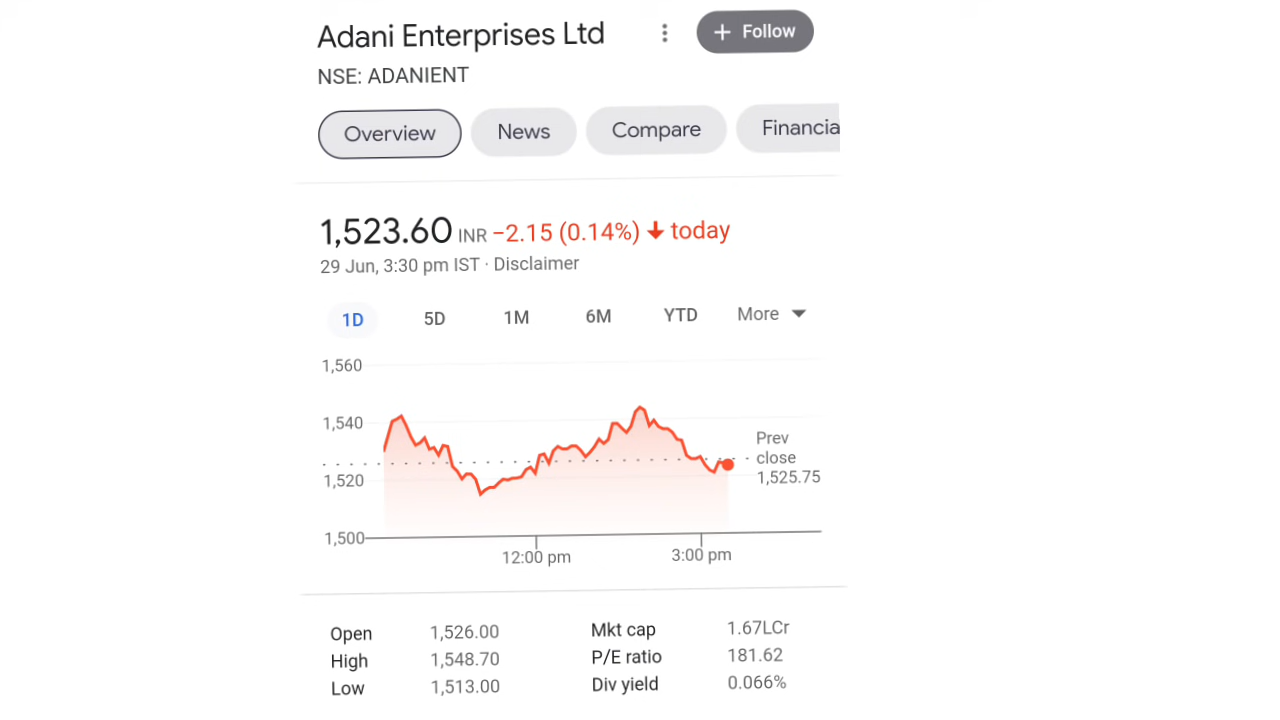 Adani Enterprises Ltd
+ Follow
NSE: ADANIENT
Overview News Compare Financia
1,523.60 INR −2.15 (0.14%) ↓ today
29 Jun, 3:30 pm IST · Disclaimer
1D 5D 1M 6M YTD More
1,560
1,540
1,520
1,500
Prev
close
1,525.75
12:00 pm 3:00 pm
Open 1,526.00 Mkt cap 1.67LCr
High 1,548.70 P/E ratio 181.62
Low 1,513.00 Div yield 0.066%